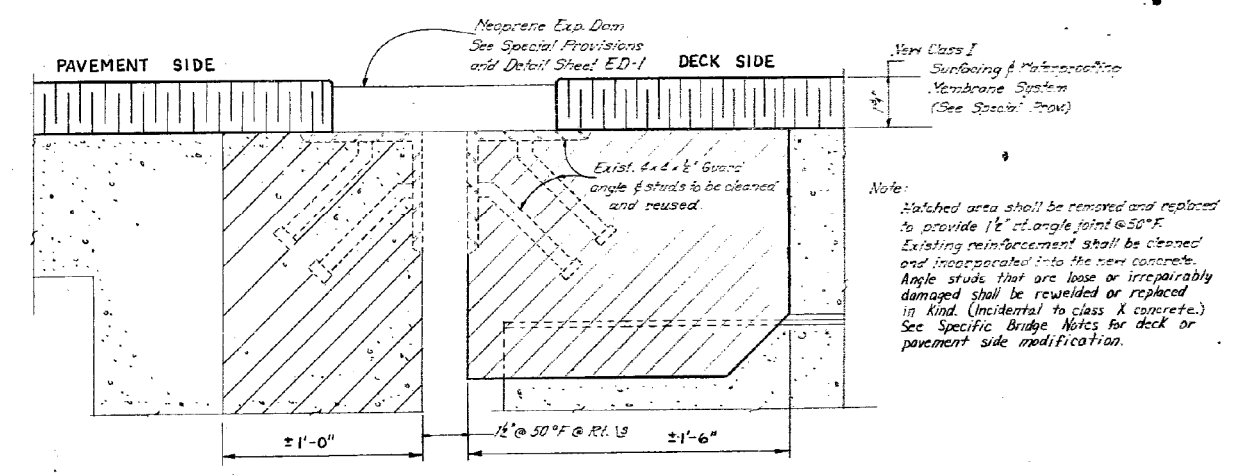 Neoprene Exp. Dam
See Special Provisions
and Detail Sheet ED-1
PAVEMENT SIDE
DECK SIDE
New Class I
Surfacing & Waterproofing
Membrane System
(See Special Prov.)
Exist. 4x4x½" Guard
angle & studs to be cleaned
and reused.
Note:
Hatched area shall be removed and replaced
to provide 1½" rt. angle joint @50°F.
Existing reinforcement shall be cleaned
and incorporated into the new concrete.
Angle studs that are loose or irrepairably
damaged shall be rewelded or replaced
in Kind. (Incidental to class X concrete.)
See Specific Bridge Notes for deck or
pavement side modification.
±1'-0"
1½"@ 50°F @ Rt. ∠s
±1'-6"